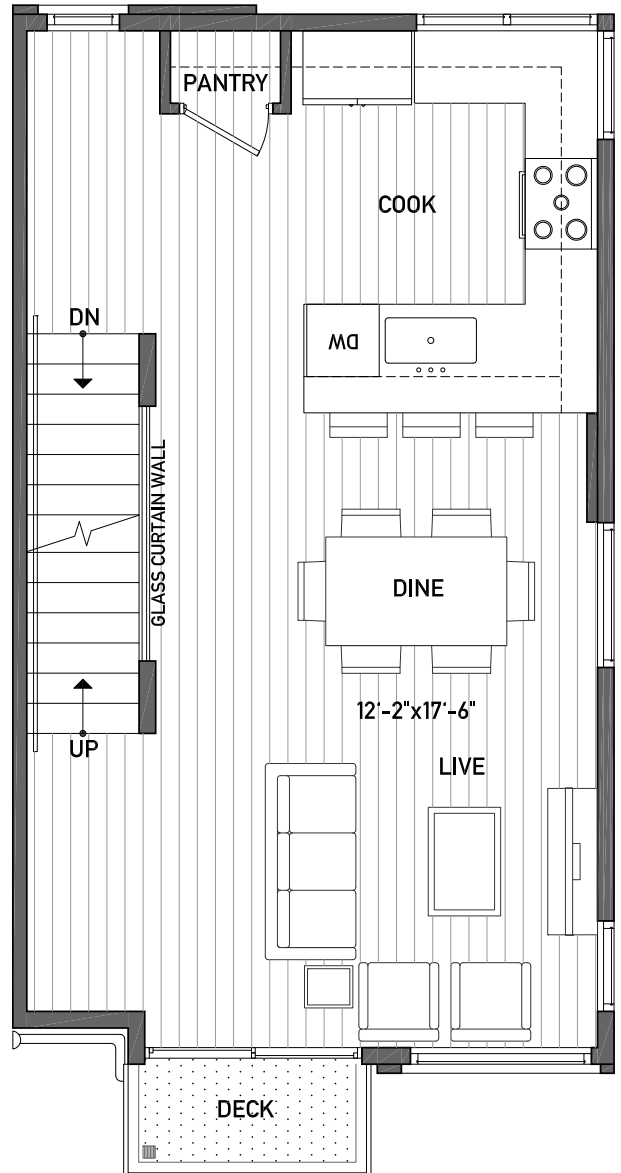 PANTRY
COOK
DN
DW
GLASS CURTAIN WALL
DINE
12'-2"x17'-6"
UP
LIVE
DECK